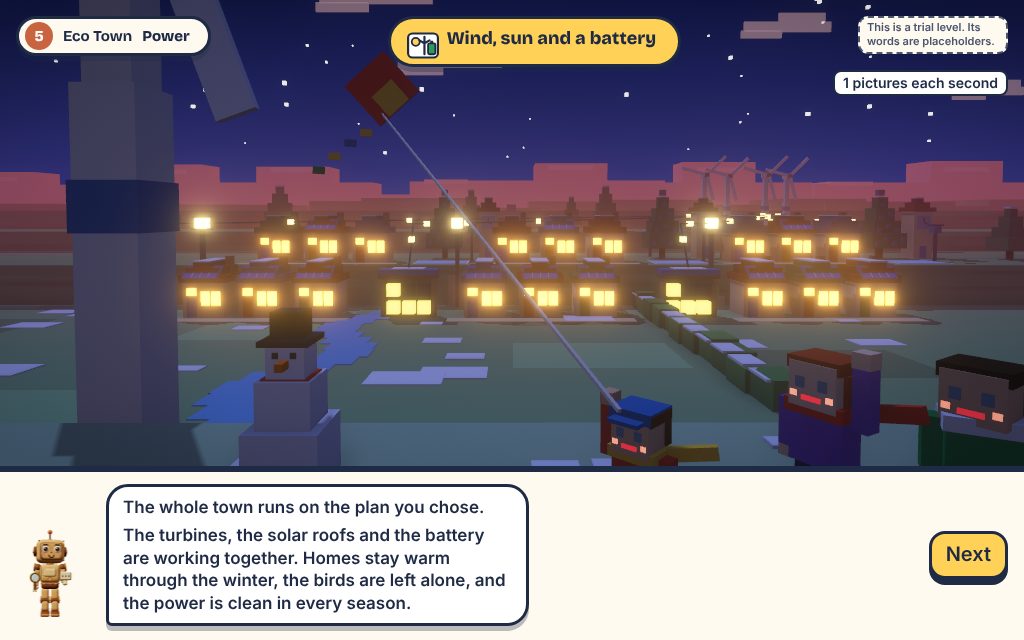 5 Eco Town Power
Wind, sun and a battery
This is a trial level. Its
words are placeholders.
1 pictures each second
The whole town runs on the plan you chose.
The turbines, the solar roofs and the battery
are working together. Homes stay warm
through the winter, the birds are left alone, and
the power is clean in every season.
Next